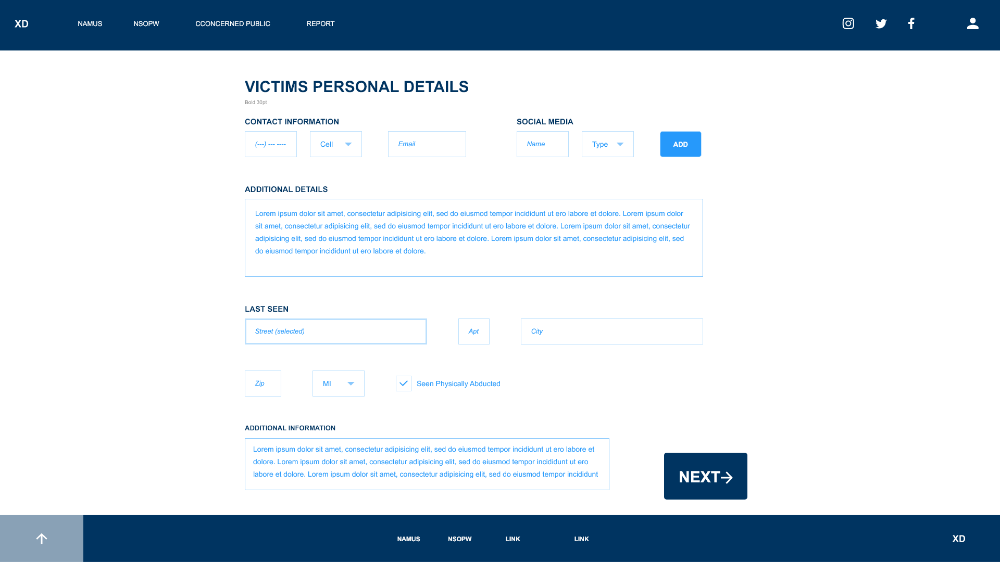 XD
NAMUS
NSOPW
CCONCERNED PUBLIC
REPORT
VICTIMS PERSONAL DETAILS
Bold 30pt
CONTACT INFORMATION
SOCIAL MEDIA
(---) --- ----
Cell
Email
Name
Type
ADD
ADDITIONAL DETAILS
Lorem ipsum dolor sit amet, consectetur adipisicing elit, sed do eiusmod tempor incididunt ut ero labore et dolore. Lorem ipsum dolor
sit amet, consectetur adipisicing elit, sed do eiusmod tempor incididunt ut ero labore et dolore. Lorem ipsum dolor sit amet, consectetur
adipisicing elit, sed do eiusmod tempor incididunt ut ero labore et dolore. Lorem ipsum dolor sit amet, consectetur adipisicing elit, sed
do eiusmod tempor incididunt ut ero labore et dolore.
LAST SEEN
Street (selected)
Apt
City
Zip
MI
Seen Physically Abducted
ADDITIONAL INFORMATION
Lorem ipsum dolor sit amet, consectetur adipisicing elit, sed do eiusmod tempor incididunt ut ero labore et
dolore. Lorem ipsum dolor sit amet, consectetur adipisicing elit, sed do eiusmod tempor incididunt ut ero
labore et dolore. Lorem ipsum dolor sit amet, consectetur adipisicing elit, sed do eiusmod tempor incididunt
NEXT
NAMUS
NSOPW
LINK
LINK
XD